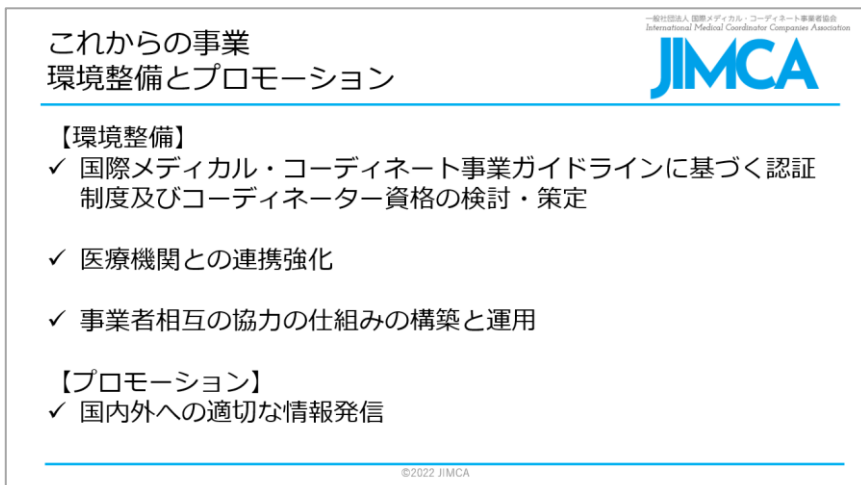 一般社団法人 国際メディカル・コーディネート事業者協会
International Medical Coordinator Companies Association
JIMCA
これからの事業
環境整備とプロモーション
【環境整備】
✓ 国際メディカル・コーディネート事業ガイドラインに基づく認証
制度及びコーディネーター資格の検討・策定
✓ 医療機関との連携強化
✓ 事業者相互の協力の仕組みの構築と運用
【プロモーション】
✓ 国内外への適切な情報発信
©2022 JIMCA